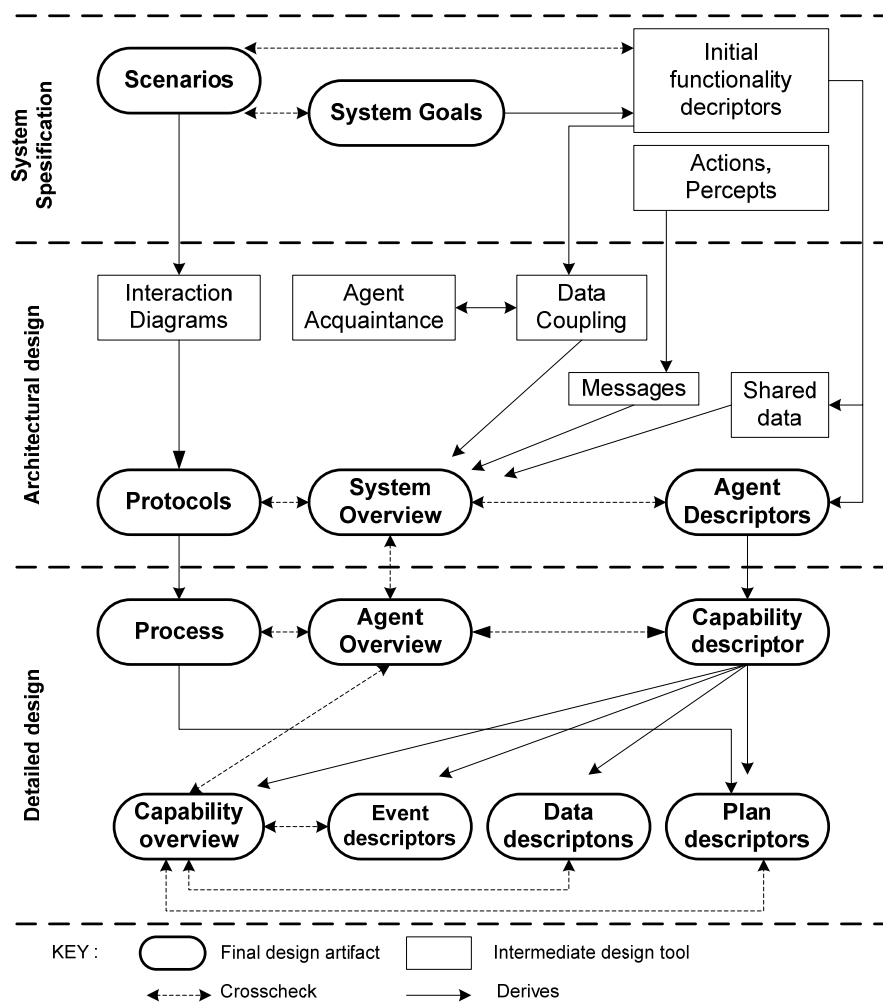 System
Spesification
Scenarios
System Goals
Initial
functionality
decriptors
Actions,
Percepts
Architectural design
Interaction
Diagrams
Agent
Acquaintance
Data
Coupling
Messages
Shared
data
Protocols
System
Overview
Agent
Descriptors
Detailed design
Process
Agent
Overview
Capability
descriptor
Capability
overview
Event
descriptors
Data
descriptons
Plan
descriptors
KEY :
Final design artifact
Intermediate design tool
Crosscheck
Derives